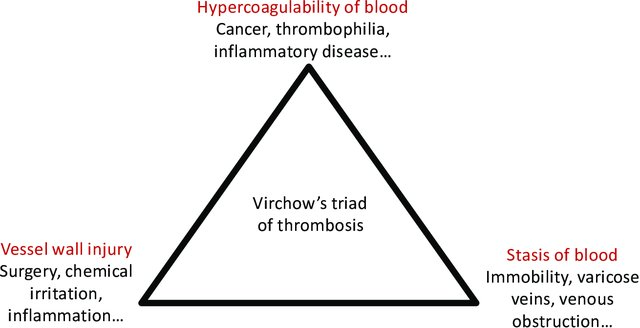 Hypercoagulability of blood
Cancer, thrombophilia,
inflammatory disease…
Virchow’s triad
of thrombosis
Vessel wall injury
Surgery, chemical
irritation,
inflammation…
Stasis of blood
Immobility, varicose
veins, venous
obstruction…